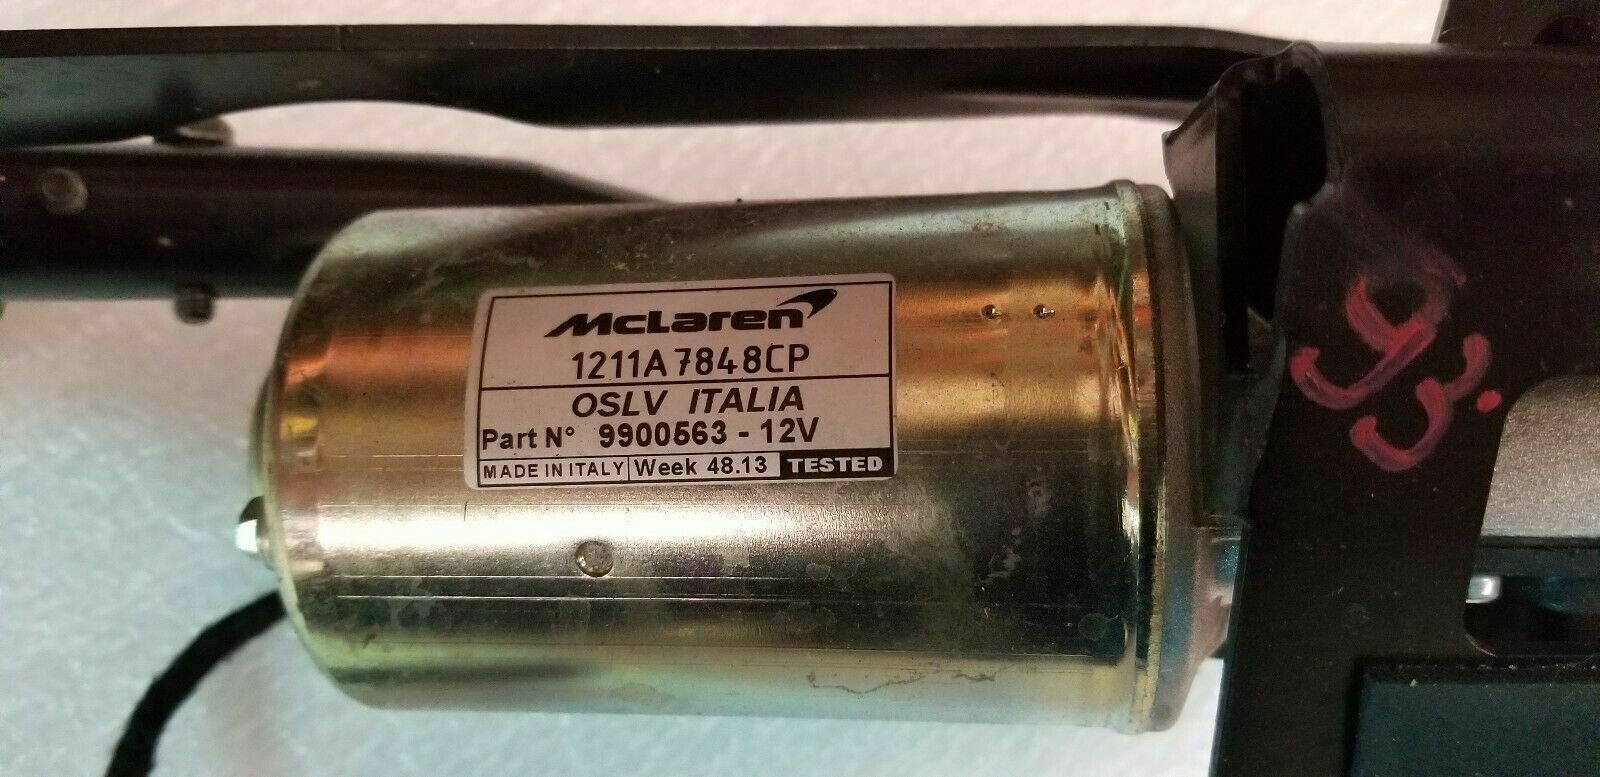 McLaren
1211A7848CP
OSLV ITALIA
Part N° 9900563 - 12V
MADE IN ITALY Week 48.13 TESTED